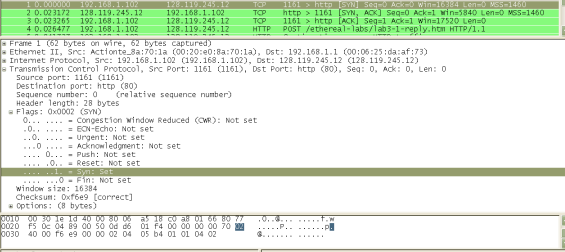 1 0.000000 192.168.1.102 128.119.245.12 TCP 1161 > http [SYN] Seq=0 Ack=0 Win=16384 Len=0 MSS=1460
2 0.023172 128.119.245.12 192.168.1.102 TCP http > 1161 [SYN, ACK] Seq=0 Ack=1 Win=5840 Len=0 MSS=1460
3 0.023265 192.168.1.102 128.119.245.12 TCP 1161 > http [ACK] Seq=1 Ack=1 Win=17520 Len=0
4 0.026477 192.168.1.102 128.119.245.12 HTTP POST /ethereal-labs/lab3-1-reply.htm HTTP/1.1
Frame 1 (62 bytes on wire, 62 bytes captured)
Ethernet II, Src: Actionte_8a:70:1a (00:20:e0:8a:70:1a), Dst: 192.168.1.1 (00:06:25:da:af:73)
Internet Protocol, Src: 192.168.1.102 (192.168.1.102), Dst: 128.119.245.12 (128.119.245.12)
Transmission Control Protocol, Src Port: 1161 (1161), Dst Port: http (80), Seq: 0, Ack: 0, Len: 0
Source port: 1161 (1161)
Destination port: http (80)
Sequence number: 0 (relative sequence number)
Header length: 28 bytes
Flags: 0x0002 (SYN)
0... .... = Congestion Window Reduced (CWR): Not set
.0.. .... = ECN-Echo: Not set
..0. .... = Urgent: Not set
...0 .... = Acknowledgment: Not set
.... 0... = Push: Not set
.... .0.. = Reset: Not set
.... ..1. = Syn: Set
.... ...0 = Fin: Not set
Window size: 16384
Checksum: 0xf6e9 [correct]
Options: (8 bytes)
0010 00 30 1e 1d 40 00 80 06 a5 18 c0 a8 01 66 80 77 .0..@... .....f.w
0020 f5 0c 04 89 00 50 0d d6 01 f4 00 00 00 00 70 02 .....P.. ......p.
0030 40 00 f6 e9 00 00 02 04 05 b4 01 01 04 02 @....... ......